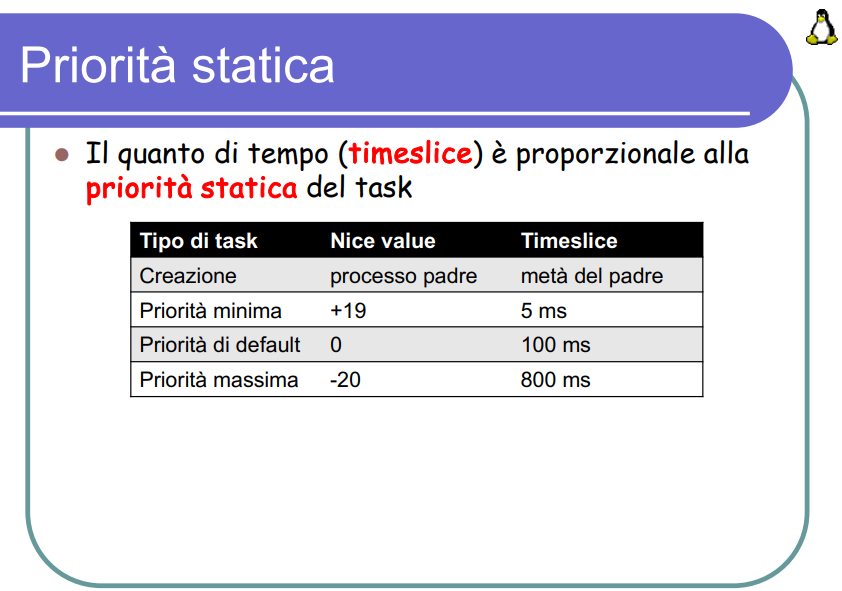 Priorità statica
Il quanto di tempo (timeslice) è proporzionale alla
priorità statica del task
Tipo di task Nice value Timeslice
Creazione processo padre metà del padre
Priorità minima +19 5 ms
Priorità di default 0 100 ms
Priorità massima -20 800 ms